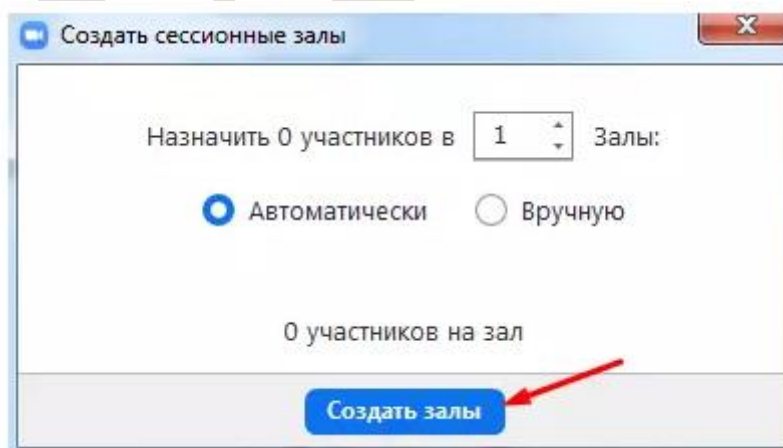 Создать сессионные залы
Назначить 0 участников в 1 Залы:
Автоматически Вручную
0 участников на зал
Создать залы